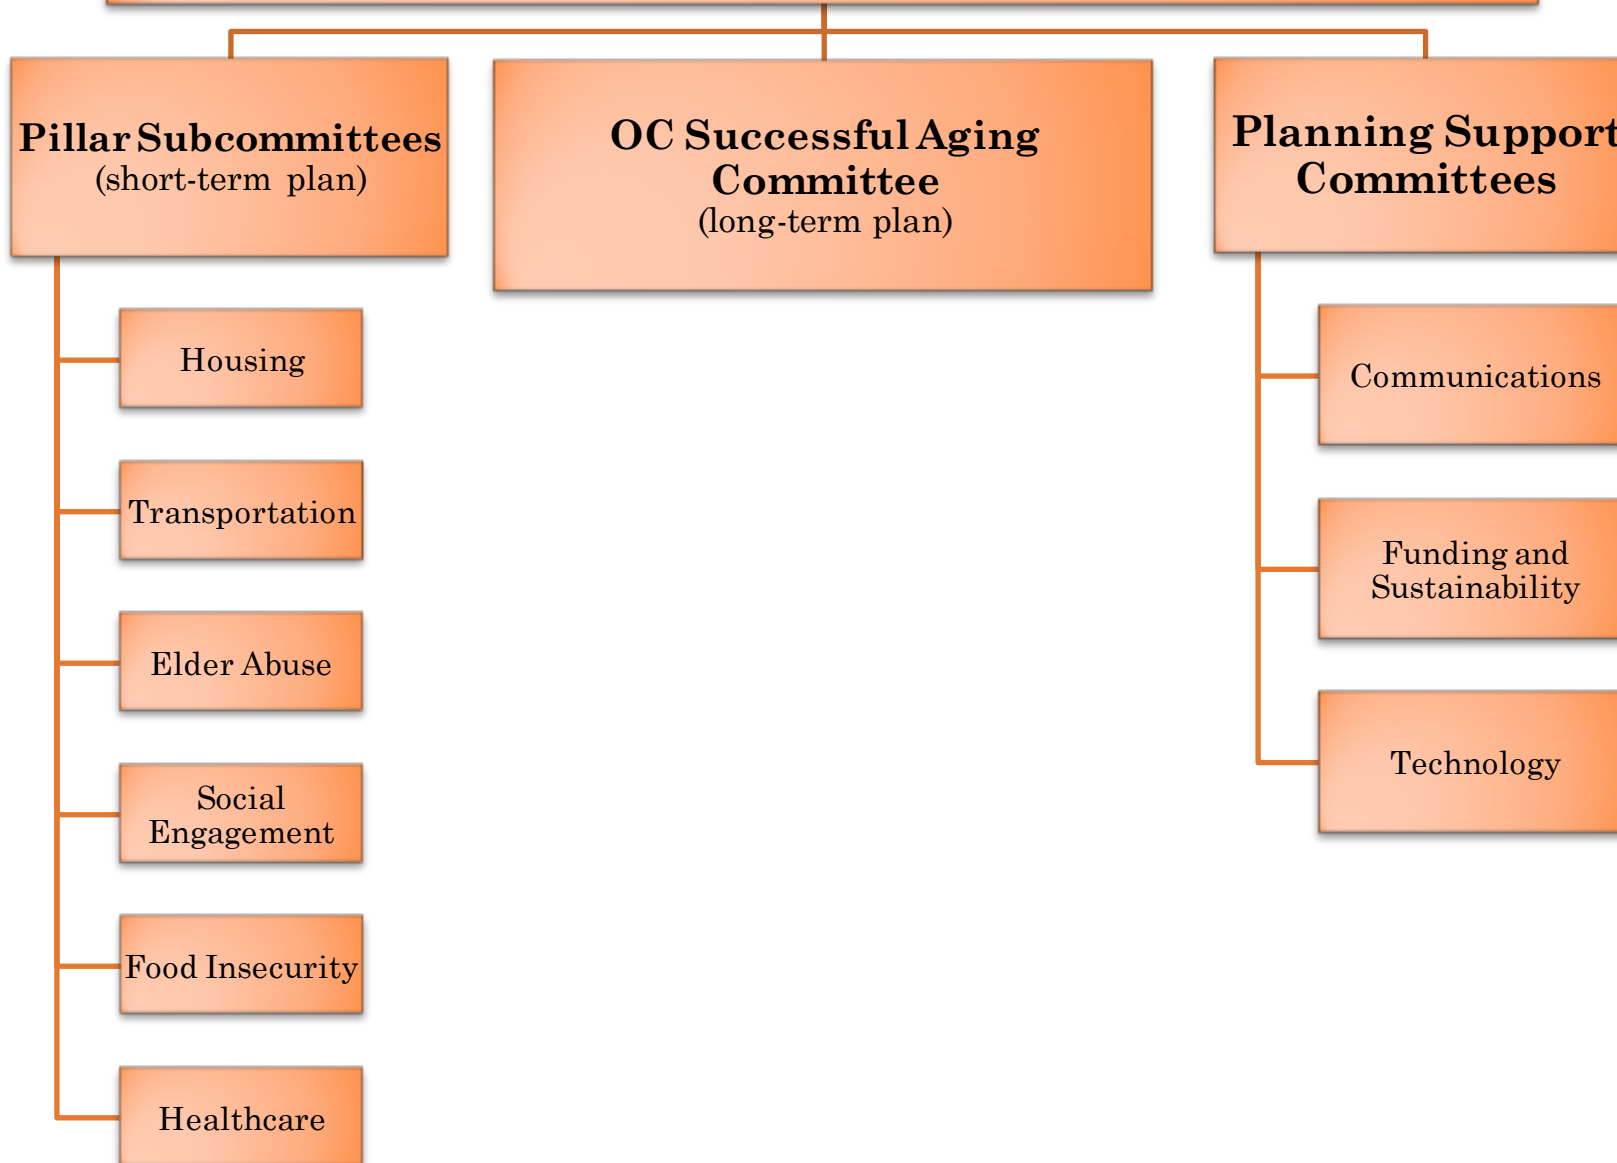 Pillar Subcommittees
(short-term plan)
OC Successful Aging
Committee
(long-term plan)
Planning Support
Committees
Housing
Transportation
Elder Abuse
Social
Engagement
Food Insecurity
Healthcare
Communications
Funding and
Sustainability
Technology